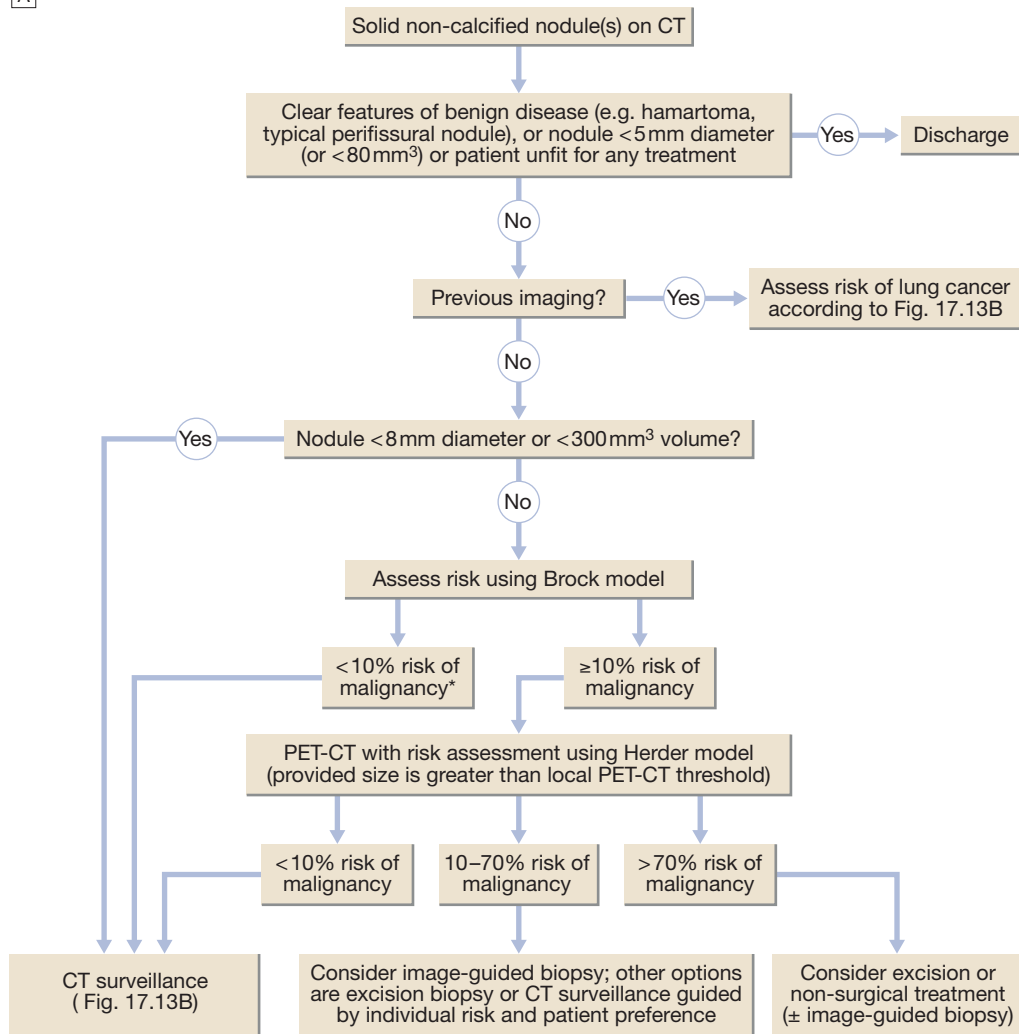 A
Solid non-calcified nodule(s) on CT
Clear features of benign disease (e.g. hamartoma,
typical perifissural nodule), or nodule <5 mm diameter
(or <80 mm³) or patient unfit for any treatment
Yes
Discharge
No
Previous imaging?
Yes
Assess risk of lung cancer
according to Fig. 17.13B
No
Yes
Nodule <8 mm diameter or <300 mm³ volume?
No
Assess risk using Brock model
<10% risk of
malignancy*
≥10% risk of
malignancy
PET-CT with risk assessment using Herder model
(provided size is greater than local PET-CT threshold)
<10% risk of
malignancy
10–70% risk of
malignancy
>70% risk of
malignancy
CT surveillance
( Fig. 17.13B)
Consider image-guided biopsy; other options
are excision biopsy or CT surveillance guided
by individual risk and patient preference
Consider excision or
non-surgical treatment
(± image-guided biopsy)